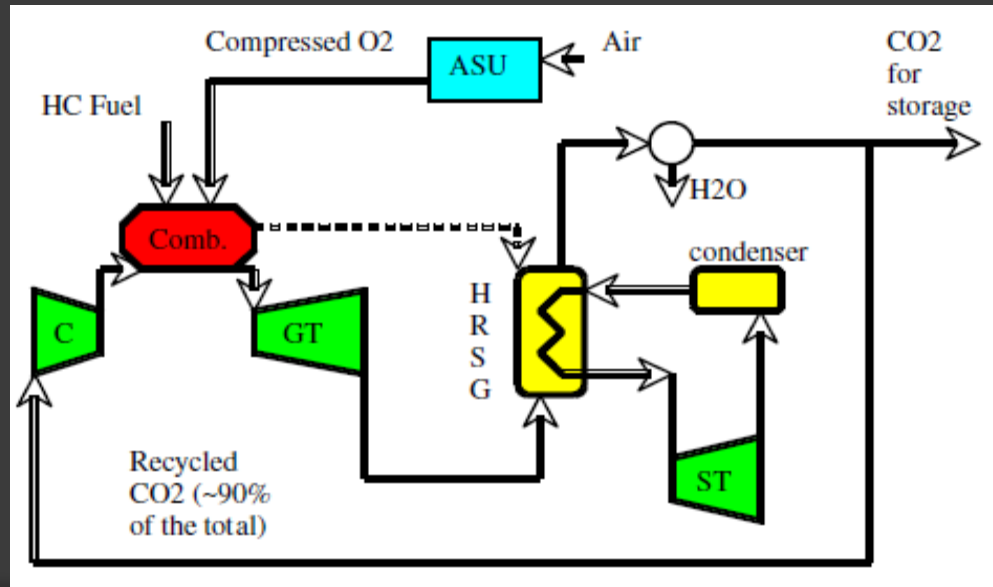 Compressed O2
ASU
Air
CO2
for
storage
HC Fuel
H2O
Comb.
condenser
H
R
S
G
C
GT
Recycled
CO2 (~90%
of the total)
ST